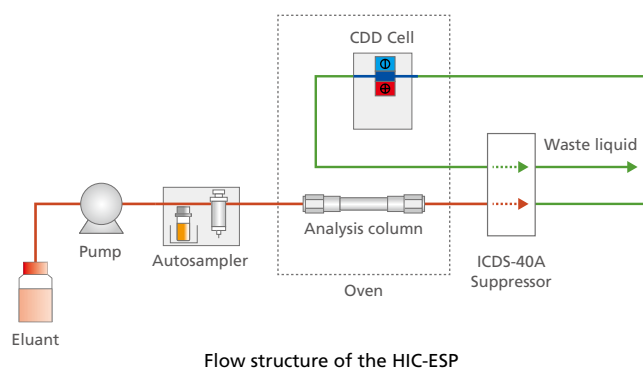 CDD Cell
Waste liquid
Pump
Autosampler
Analysis column
ICDS-40A
Suppressor
Oven
Eluant
Flow structure of the HIC-ESP